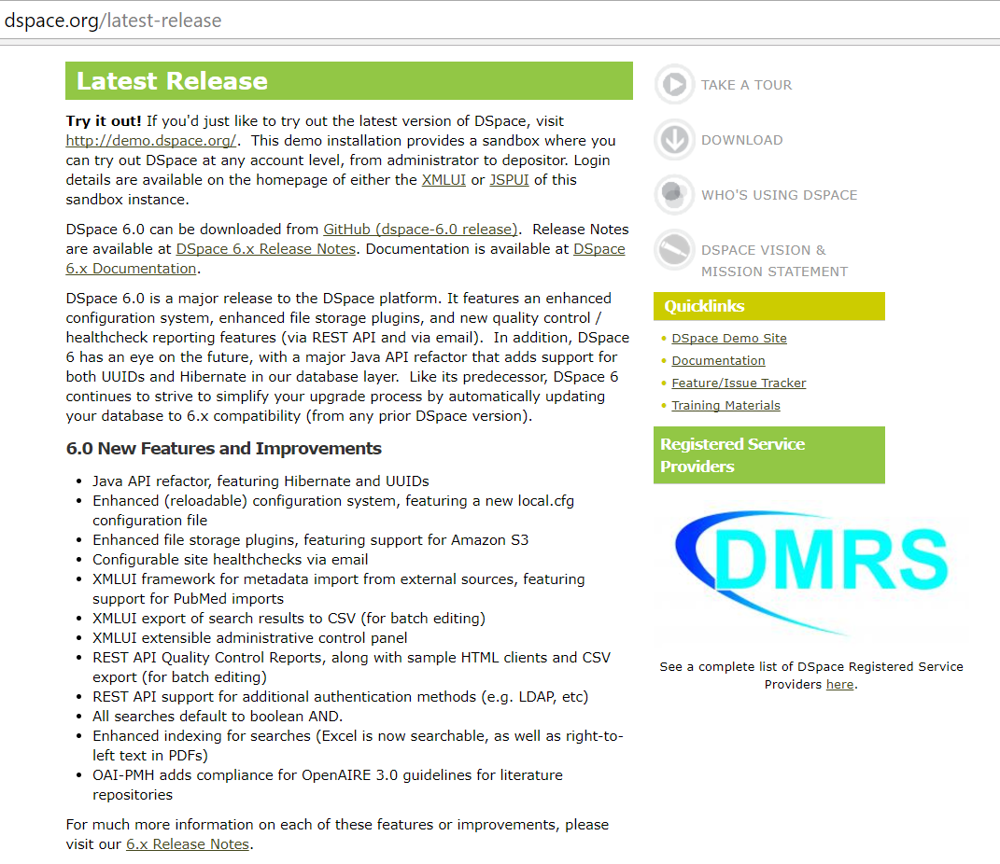 dspace.org/latest-release
Latest Release
Try it out! If you'd just like to try out the latest version of DSpace, visit
http://demo.dspace.org/.  This demo installation provides a sandbox where you
can try out DSpace at any account level, from administrator to depositor. Login
details are available on the homepage of either the XMLUI or JSPUI of this
sandbox instance.
DSpace 6.0 can be downloaded from GitHub (dspace-6.0 release).  Release Notes
are available at DSpace 6.x Release Notes. Documentation is available at DSpace
6.x Documentation.
DSpace 6.0 is a major release to the DSpace platform. It features an enhanced
configuration system, enhanced file storage plugins, and new quality control /
healthcheck reporting features (via REST API and via email).  In addition, DSpace
6 has an eye on the future, with a major Java API refactor that adds support for
both UUIDs and Hibernate in our database layer.  Like its predecessor, DSpace 6
continues to strive to simplify your upgrade process by automatically updating
your database to 6.x compatibility (from any prior DSpace version).
6.0 New Features and Improvements
• Java API refactor, featuring Hibernate and UUIDs
• Enhanced (reloadable) configuration system, featuring a new local.cfg
configuration file
• Enhanced file storage plugins, featuring support for Amazon S3
• Configurable site healthchecks via email
• XMLUI framework for metadata import from external sources, featuring
support for PubMed imports
• XMLUI export of search results to CSV (for batch editing)
• XMLUI extensible administrative control panel
• REST API Quality Control Reports, along with sample HTML clients and CSV
export (for batch editing)
• REST API support for additional authentication methods (e.g. LDAP, etc)
• All searches default to boolean AND.
• Enhanced indexing for searches (Excel is now searchable, as well as right-to-
left text in PDFs)
• OAI-PMH adds compliance for OpenAIRE 3.0 guidelines for literature
repositories
For much more information on each of these features or improvements, please
visit our 6.x Release Notes.
TAKE A TOUR
DOWNLOAD
WHO'S USING DSPACE
DSPACE VISION &
MISSION STATEMENT
Quicklinks
• DSpace Demo Site
• Documentation
• Feature/Issue Tracker
• Training Materials
Registered Service
Providers
DMRS
See a complete list of DSpace Registered Service
Providers here.